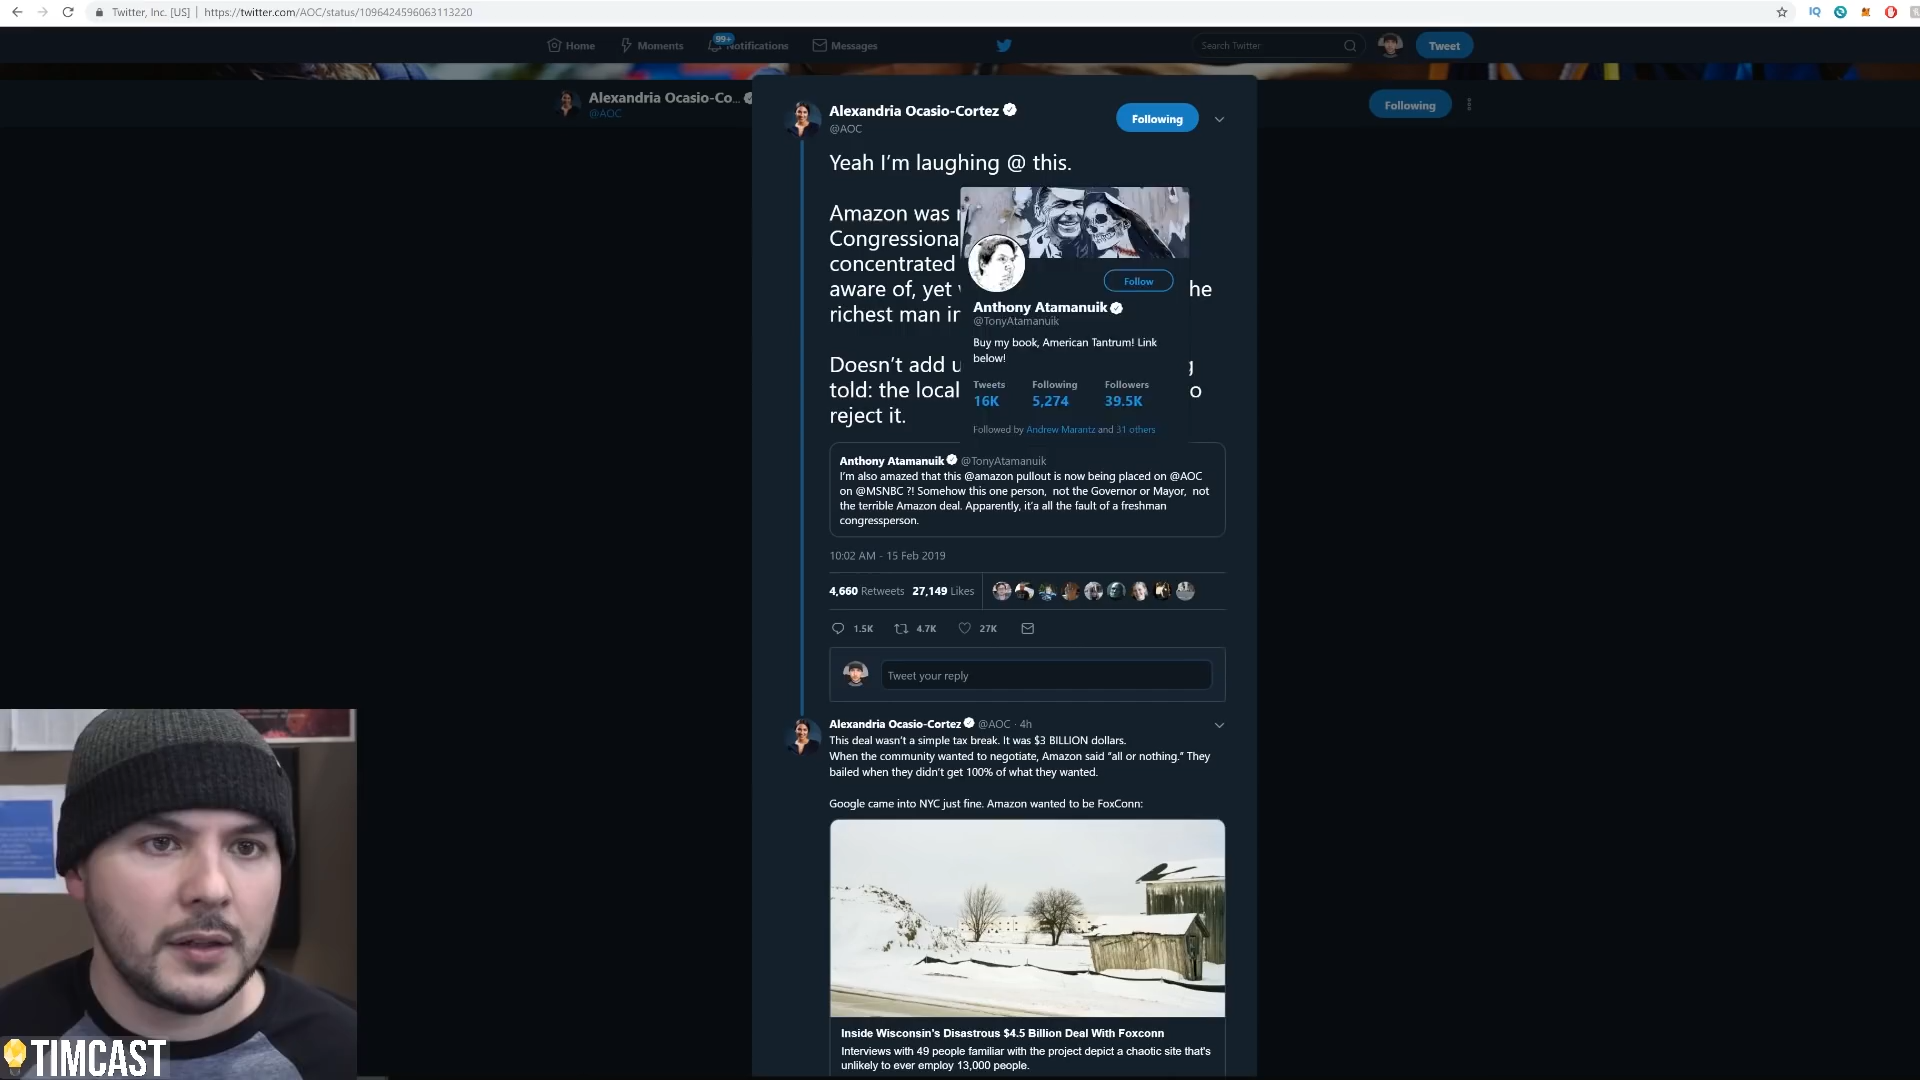 Twitter, Inc. [US] | https://twitter.com/AOC/status/1096424596063113220
Home Moments 99+ Notifications Messages Search Twitter Tweet
Alexandria Ocasio-Co...
@AOC
Following
Alexandria Ocasio-Cortez
@AOC
Following
Yeah I'm laughing @ this.
Amazon was
Congressiona
concentrated
aware of, yet he
richest man in
Doesn't add
told: the local
reject it.
Follow
Anthony Atamanuik
@TonyAtamanuik
Buy my book, American Tantrum! Link
below!
Tweets Following Followers
16K 5,274 39.5K
Followed by Andrew Marantz and 31 others
Anthony Atamanuik @TonyAtamanuik
I'm also amazed that this @amazon pullout is now being placed on @AOC
on @MSNBC ?! Somehow this one person, not the Governor or Mayor, not
the terrible Amazon deal. Apparently, it'a all the fault of a freshman
congressperson.
10:02 AM - 15 Feb 2019
4,660 Retweets 27,149 Likes
1.5K 4.7K 27K
Tweet your reply
Alexandria Ocasio-Cortez @AOC · 4h
This deal wasn't a simple tax break. It was $3 BILLION dollars.
When the community wanted to negotiate, Amazon said "all or nothing." They
bailed when they didn't get 100% of what they wanted.
Google came into NYC just fine. Amazon wanted to be FoxConn:
Inside Wisconsin's Disastrous $4.5 Billion Deal With Foxconn
Interviews with 49 people familiar with the project depict a chaotic site that's
unlikely to ever employ 13,000 people.
TIMCAST